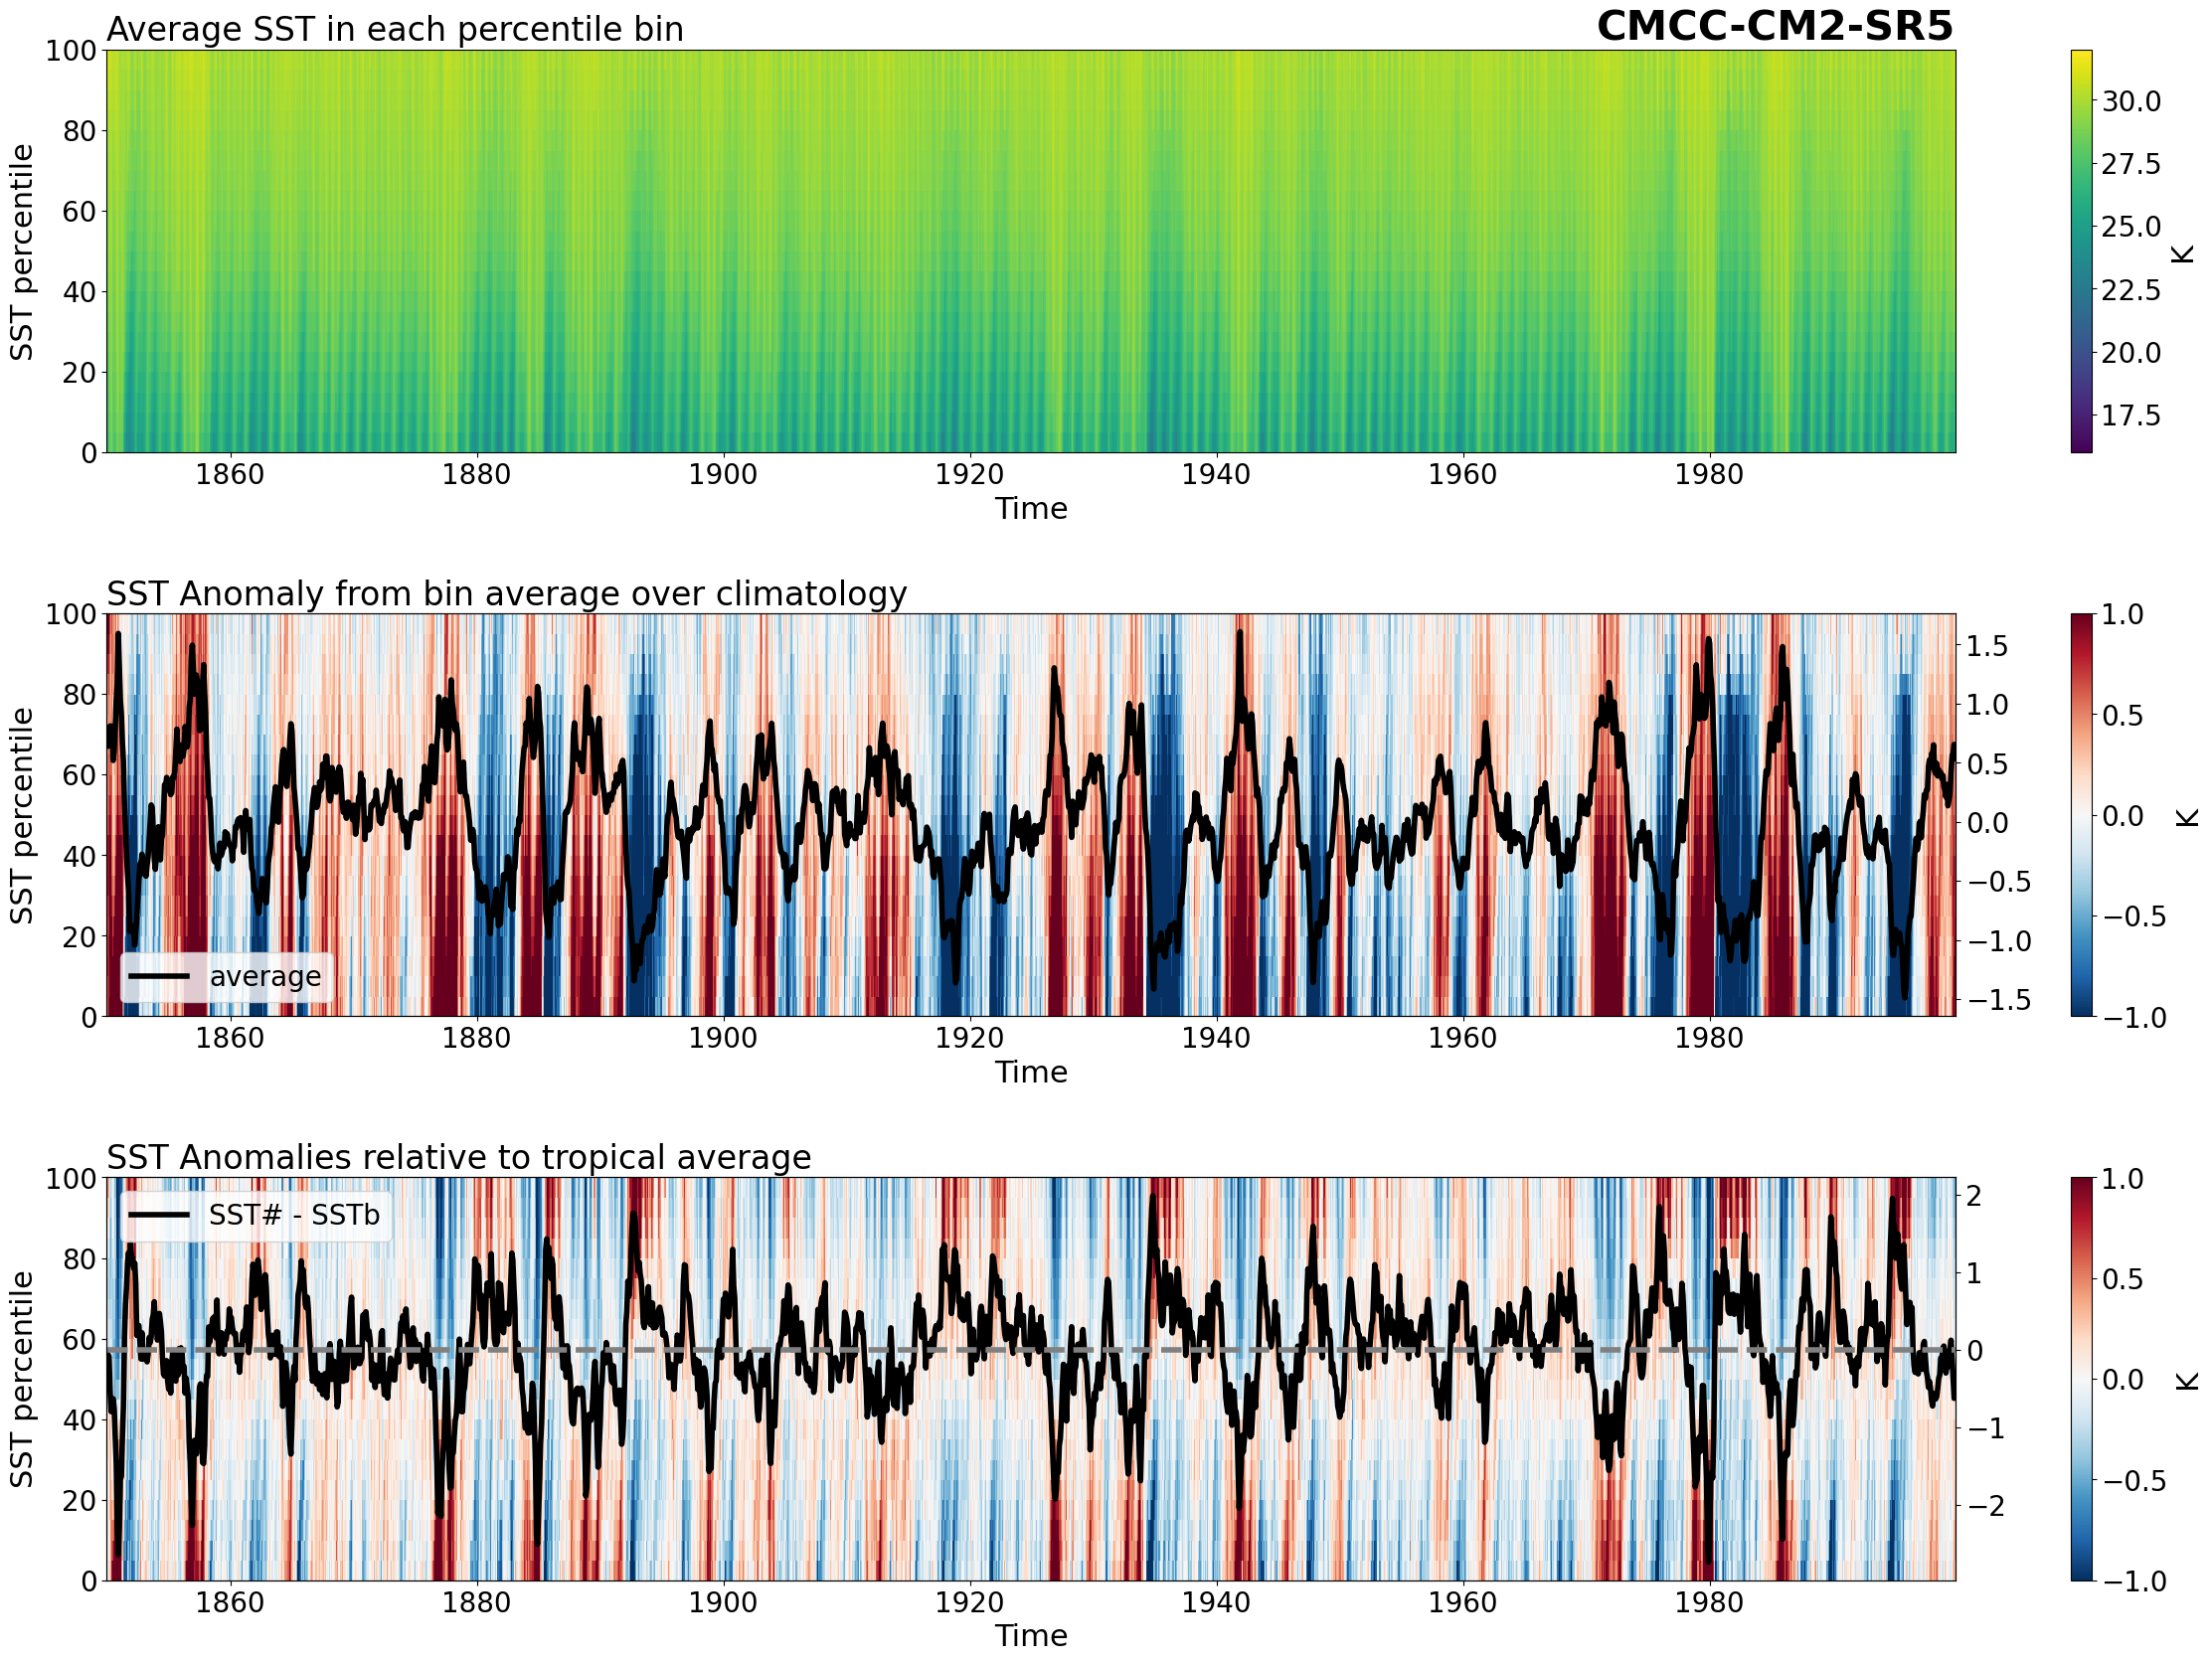 Average SST in each percentile bin
CMCC-CM2-SR5
100
80
60
40
20
0
SST percentile
1860 1880 1900 1920 1940 1960 1980
Time
30.0
27.5
25.0
22.5
20.0
17.5
K
SST Anomaly from bin average over climatology
100
80
60
40
20
0
SST percentile
average
1860 1880 1900 1920 1940 1960 1980
Time
1.5
1.0
0.5
0.0
−0.5
−1.0
−1.5
1.0
0.5
0.0
−0.5
−1.0
K
SST Anomalies relative to tropical average
100
80
60
40
20
0
SST percentile
SST# - SSTb
1860 1880 1900 1920 1940 1960 1980
Time
2
1
0
−1
−2
1.0
0.5
0.0
−0.5
−1.0
K